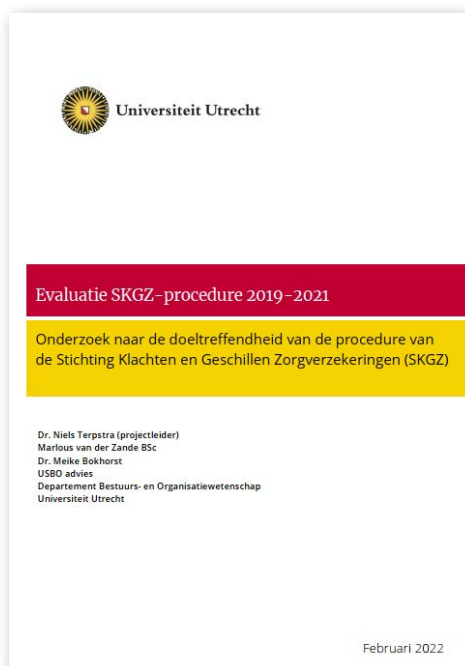 Universiteit Utrecht
Evaluatie SKGZ-procedure 2019-2021
Onderzoek naar de doeltreffendheid van de procedure van
de Stichting Klachten en Geschillen Zorgverzekeringen (SKGZ)
Dr. Niels Terpstra (projectleider)
Marlous van der Zande BSc
Dr. Meike Bokhorst
USBO advies
Departement Bestuurs- en Organisatiewetenschap
Universiteit Utrecht
Februari 2022